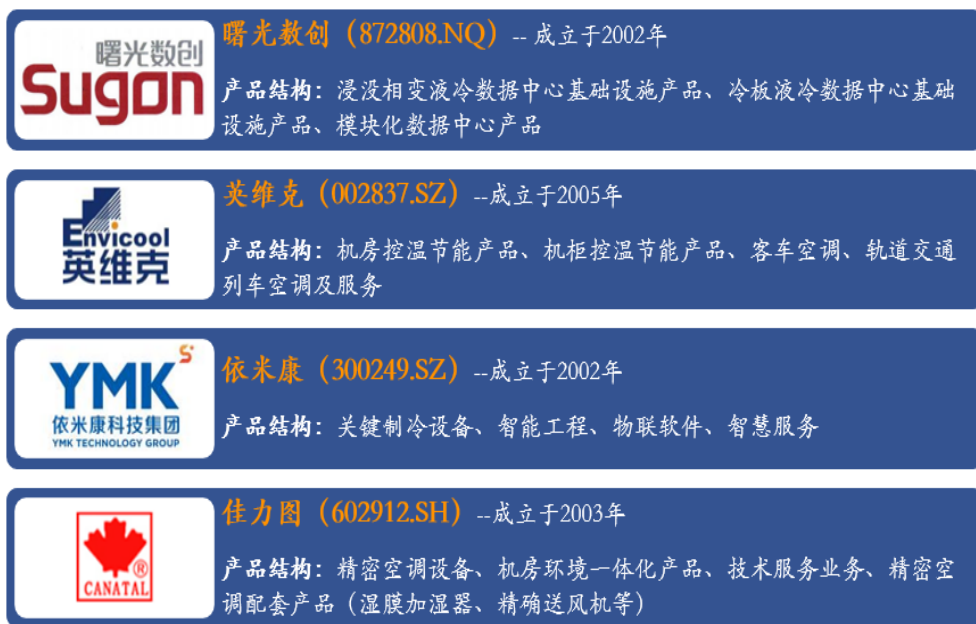 曙光数创
Sugon
曙光数创（872808.NQ）-- 成立于2002年
产品结构：浸没相变液冷数据中心基础设施产品、冷板液冷数据中心基础
设施产品、模块化数据中心产品
Envicool
英维克
英维克（002837.SZ）--成立于2005年
产品结构：机房控温节能产品、机柜控温节能产品、客车空调、轨道交通
列车空调及服务
YMK S
依米康科技集团
YMK TECHNOLOGY GROUP
依米康（300249.SZ）--成立于2002年
产品结构：关键制冷设备、智能工程、物联软件、智慧服务
®
CANATAL
佳力图（602912.SH）--成立于2003年
产品结构：精密空调设备、机房环境一体化产品、技术服务业务、精密空
调配套产品（湿膜加湿器、精确送风机等）